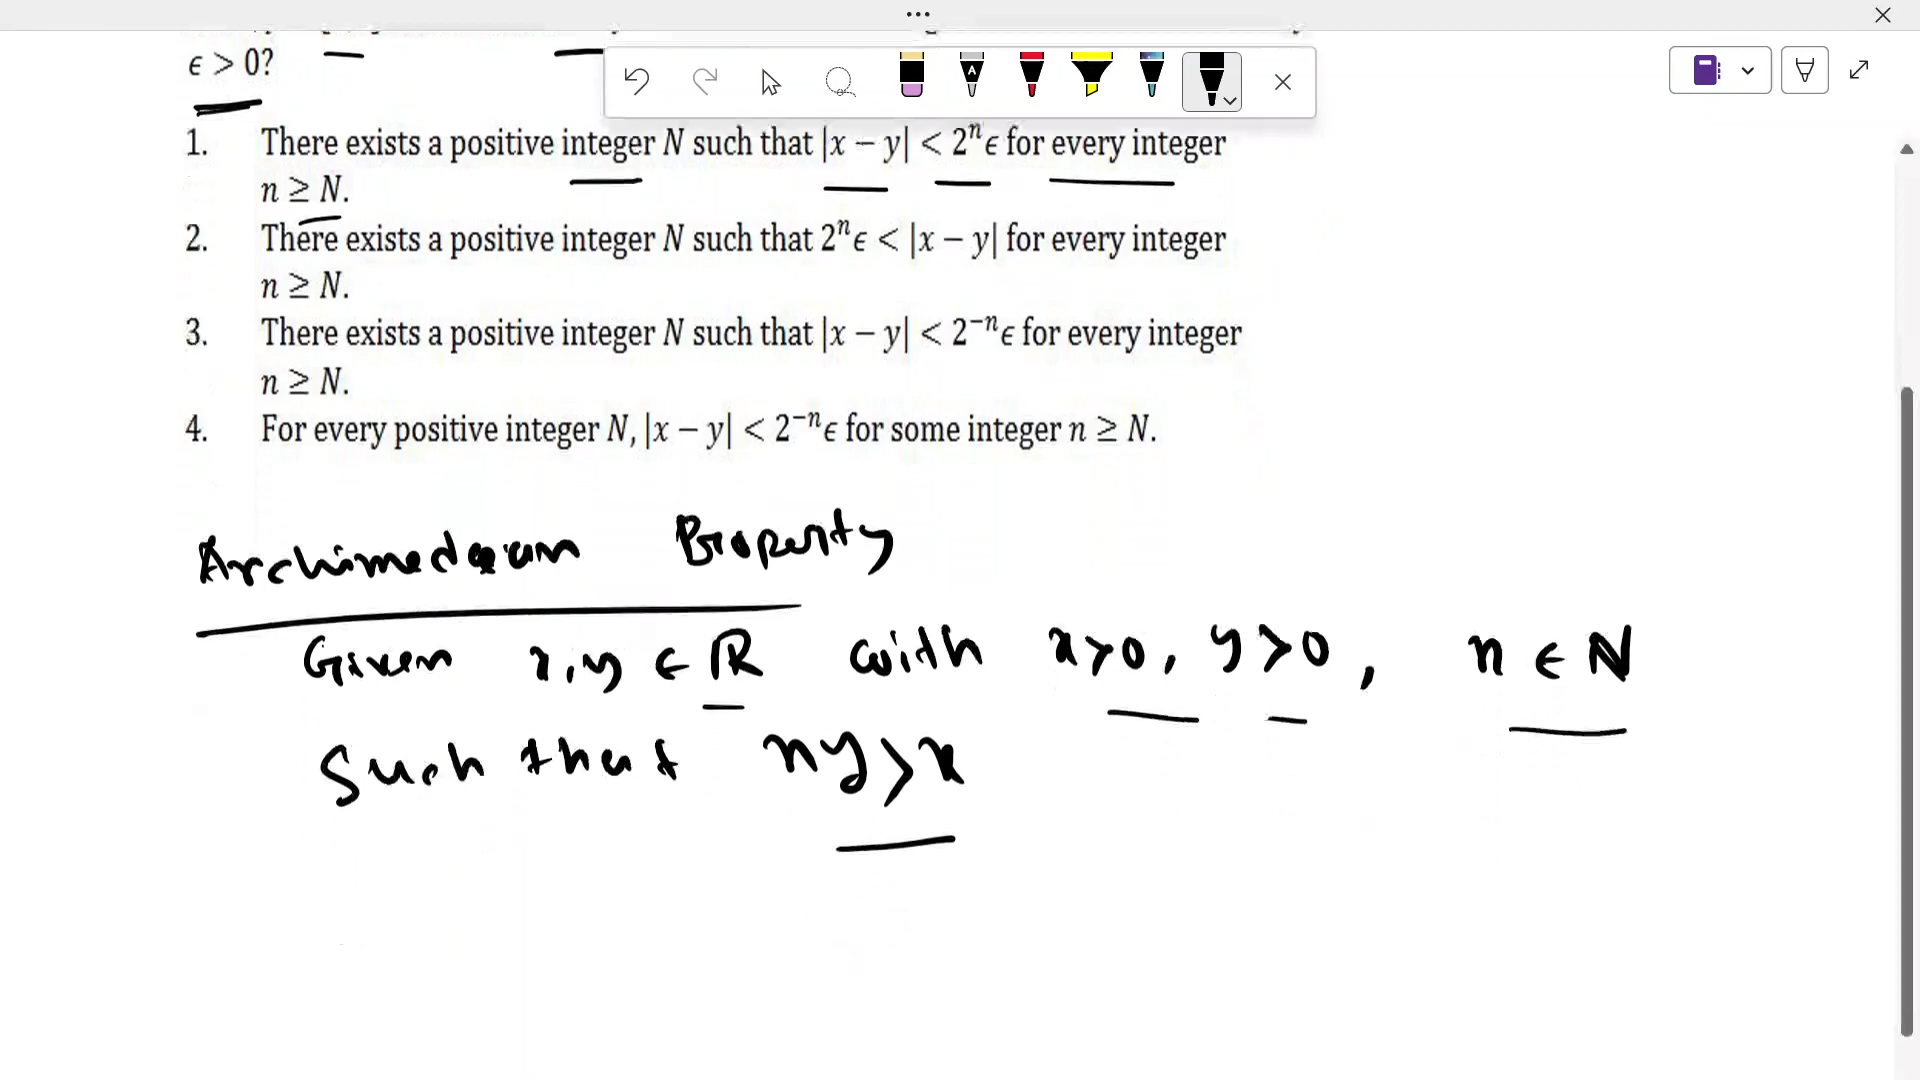 ϵ > 0?
1. There exists a positive integer N such that |x − y| < 2ⁿϵ for every integer
n ≥ N.
2. There exists a positive integer N such that 2ⁿϵ < |x − y| for every integer
n ≥ N.
3. There exists a positive integer N such that |x − y| < 2⁻ⁿϵ for every integer
n ≥ N.
4. For every positive integer N, |x − y| < 2⁻ⁿϵ for some integer n ≥ N.
Archimedean Property
Given x, y ∈ ℝ with x>0, y>0, n ∈ ℕ
Such that ny > x